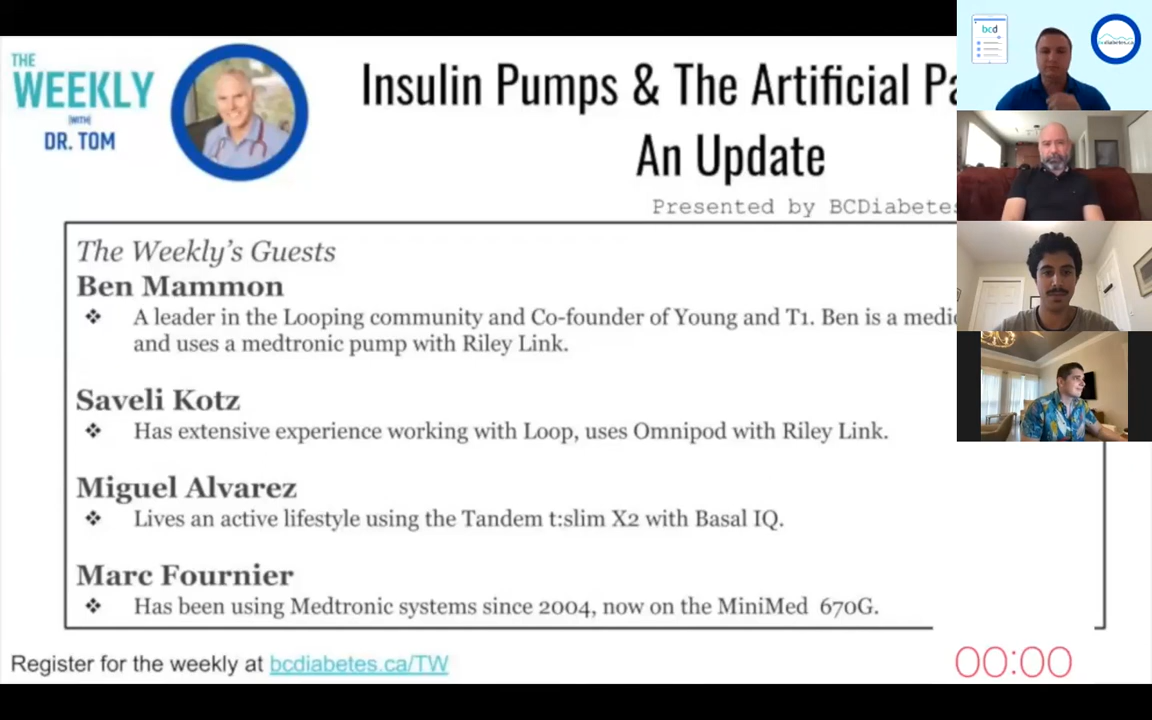 THE
WEEKLY
WITH
DR. TOM
Insulin Pumps & The Artificial Pa
An Update
Presented by BCDiabetes
The Weekly's Guests
Ben Mammon
❖ A leader in the Looping community and Co-founder of Young and T1. Ben is a medic
and uses a medtronic pump with Riley Link.
Saveli Kotz
❖ Has extensive experience working with Loop, uses Omnipod with Riley Link.
Miguel Alvarez
❖ Lives an active lifestyle using the Tandem t:slim X2 with Basal IQ.
Marc Fournier
❖ Has been using Medtronic systems since 2004, now on the MiniMed 670G.
Register for the weekly at bcdiabetes.ca/TW
00:00
bcd
bcdiabetes.ca